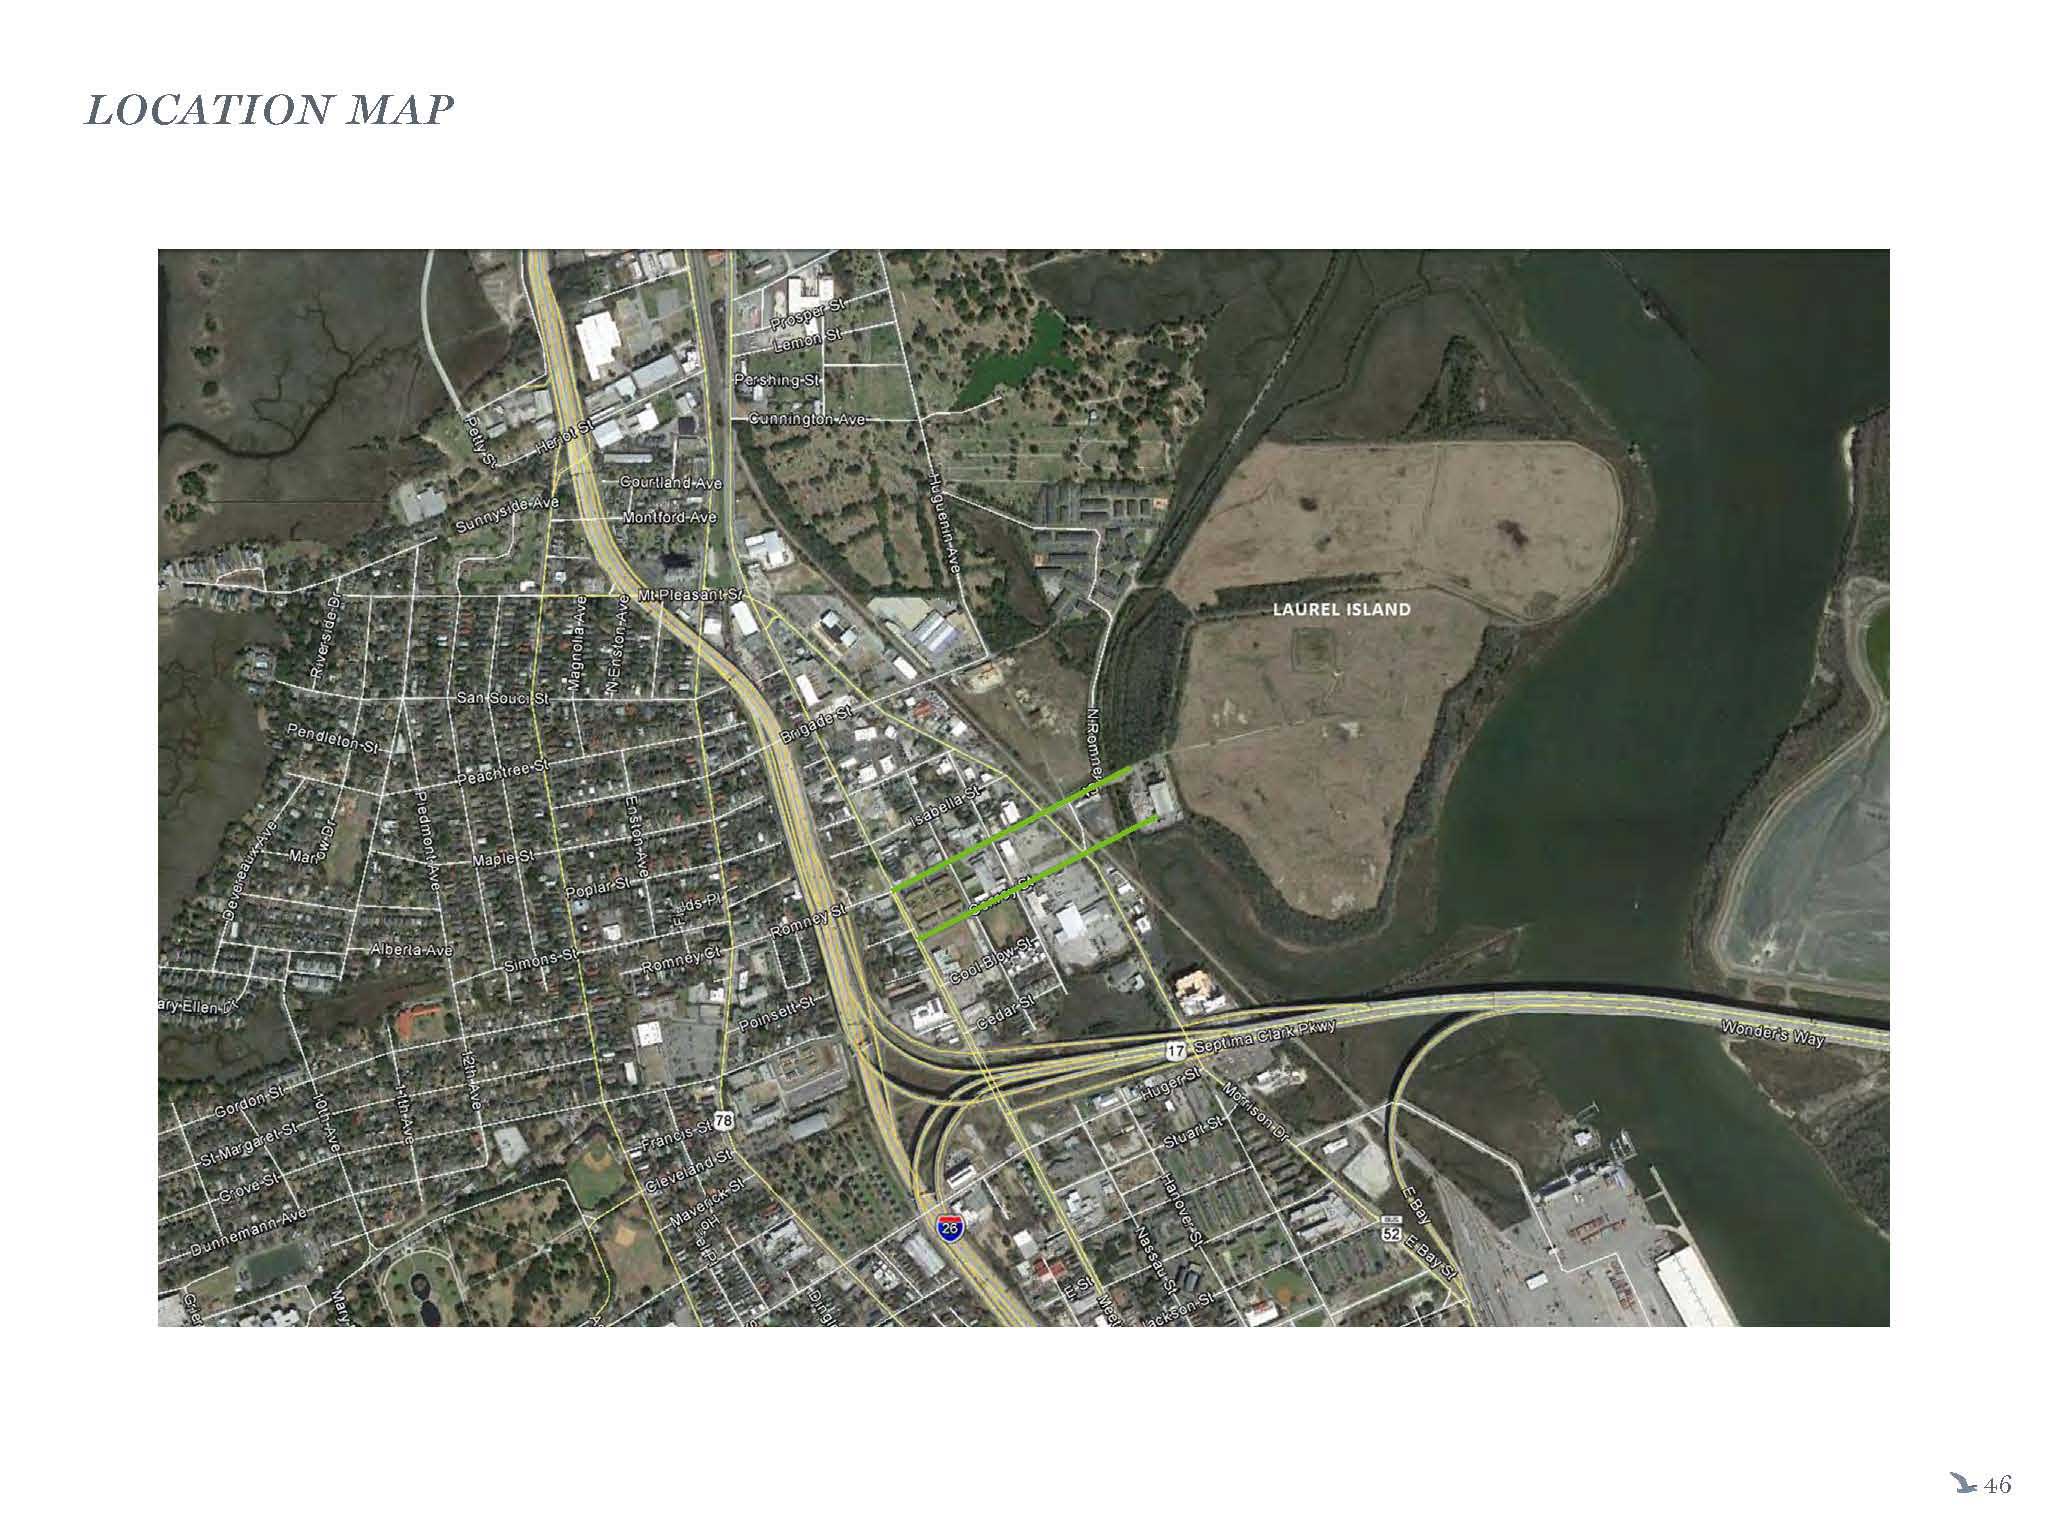 LOCATION MAP
Prosper St
Lemon St
Pershing St
Cunnington Ave
Petty St
Heriot St
Courtland Ave
Huguenin Ave
Sunnyside Ave
Montford Ave
Mt Pleasant St
Riverside Dr
Magnolia Ave
N Enston Ave
LAUREL ISLAND
San Souci St
Brigade St
N Romney
Pendleton St
Peachtree St
Piedmont Ave
Enston Ave
Isabella St
Devereaux Ave
Marlow Dr
Maple St
Poplar St
Romney St
Alberta Ave
Simons St
Romney Ct
Cool Blow St
ary Ellen Dr
Poinsett St
Cedar St
17
Septima Clark Pkwy
Wonder's Way
12th Ave
Gordon St
10th Ave
11th Ave
78
Huger St
Morrison Dr
St Margaret St
Francis St
Stuart St
Grove St
Cleveland St
Maverick St
Hanover St
Dunnemann Ave
26
Nassau St
E Bay
BUS
52
E Bay St
Jackson St
Mary
46